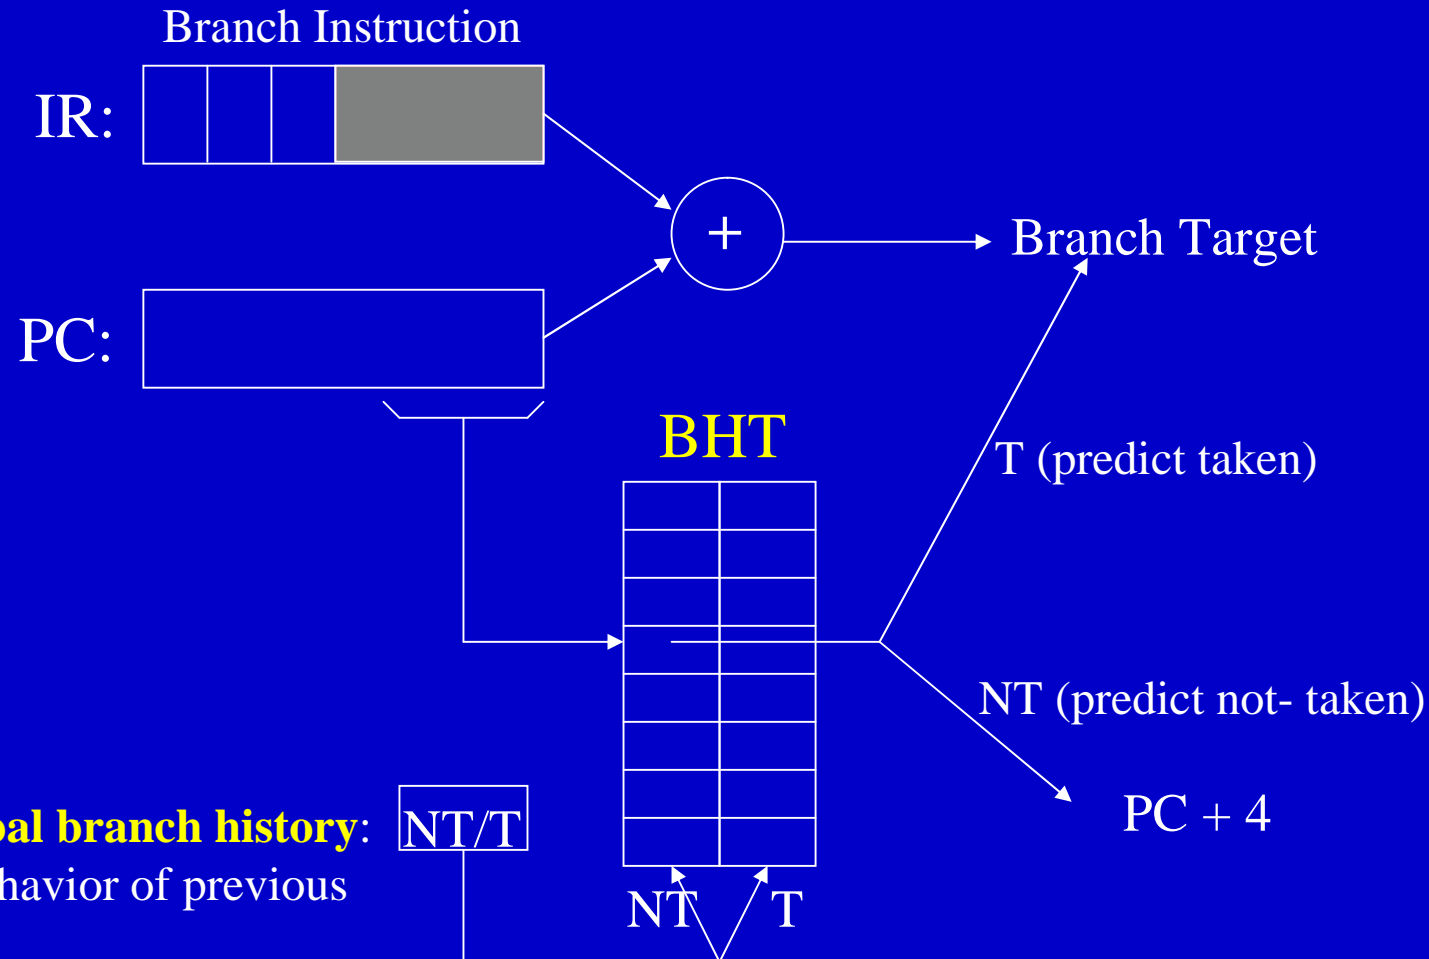 Branch Instruction
IR:
+
Branch Target
PC:
BHT
T (predict taken)
NT (predict not- taken)
PC + 4
branch history: NT/T
of previous
NT T